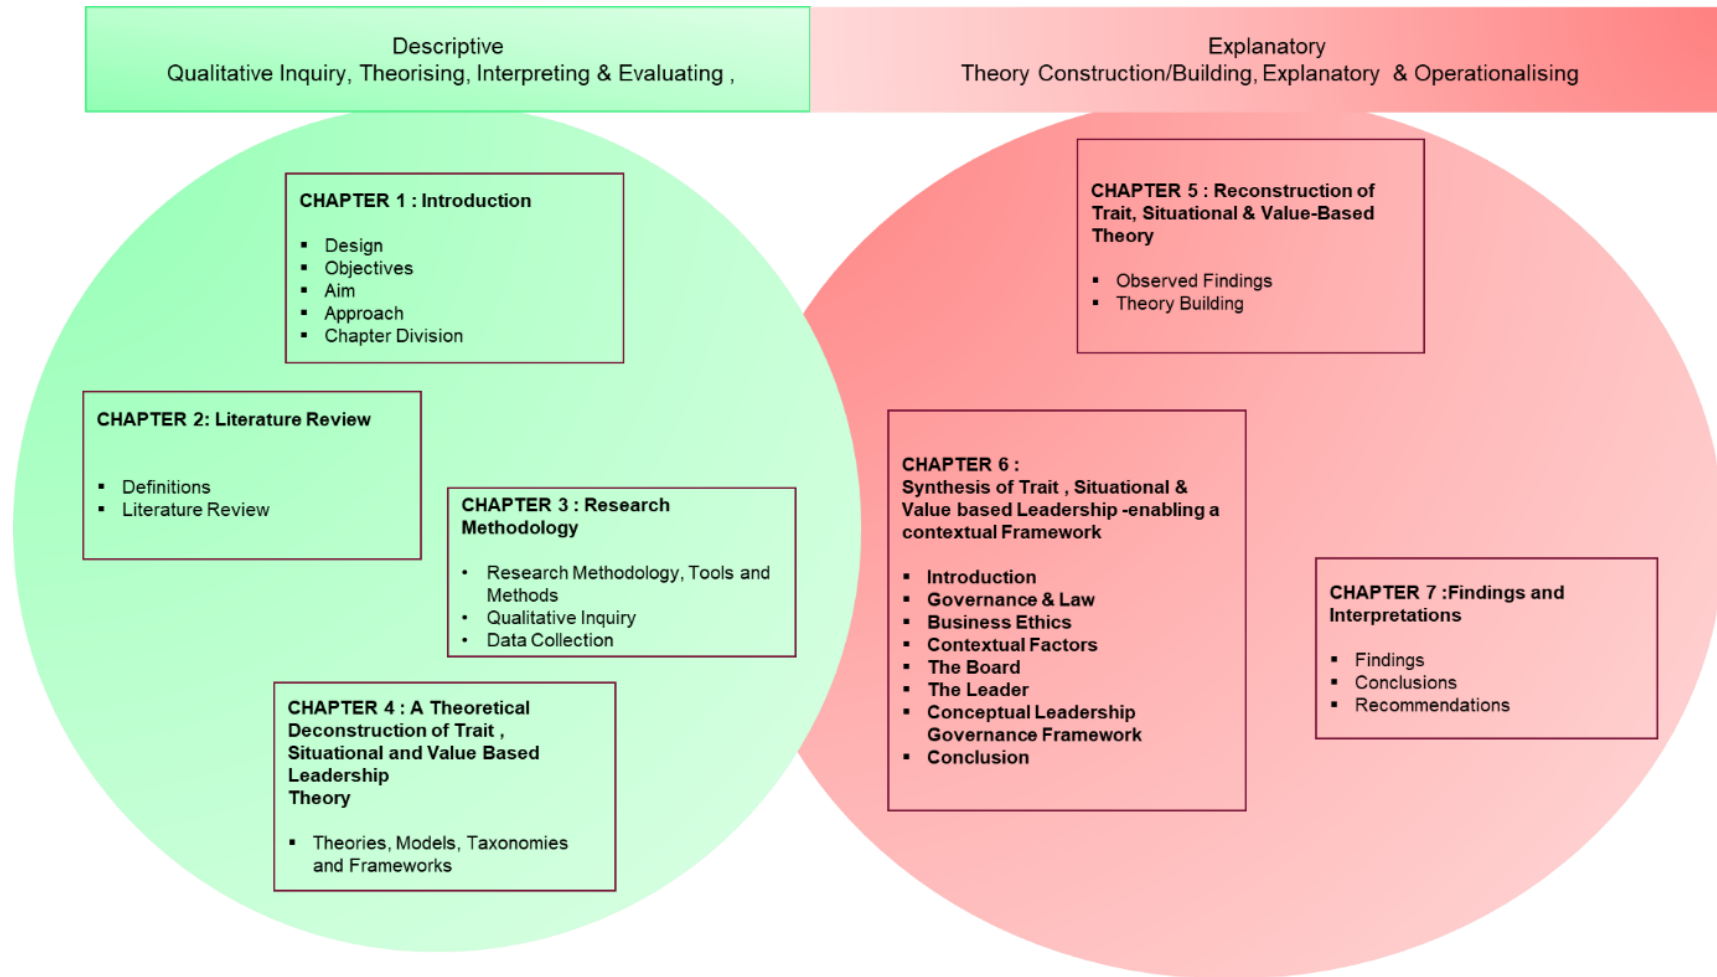 Descriptive
Qualitative Inquiry, Theorising, Interpreting & Evaluating ,
Explanatory
Theory Construction/Building, Explanatory & Operationalising
CHAPTER 1 : Introduction
▪ Design
▪ Objectives
▪ Aim
▪ Approach
▪ Chapter Division
CHAPTER 2: Literature Review
▪ Definitions
▪ Literature Review
CHAPTER 3 : Research
Methodology
• Research Methodology, Tools and
Methods
• Qualitative Inquiry
• Data Collection
CHAPTER 4 : A Theoretical
Deconstruction of Trait ,
Situational and Value Based
Leadership
Theory
▪ Theories, Models, Taxonomies
and Frameworks
CHAPTER 5 : Reconstruction of
Trait, Situational & Value-Based
Theory
▪ Observed Findings
▪ Theory Building
CHAPTER 6 :
Synthesis of Trait , Situational &
Value based Leadership -enabling a
contextual Framework
▪ Introduction
▪ Governance & Law
▪ Business Ethics
▪ Contextual Factors
▪ The Board
▪ The Leader
▪ Conceptual Leadership
Governance Framework
▪ Conclusion
CHAPTER 7 :Findings and
Interpretations
▪ Findings
▪ Conclusions
▪ Recommendations